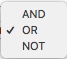 AND
✓ OR
NOT